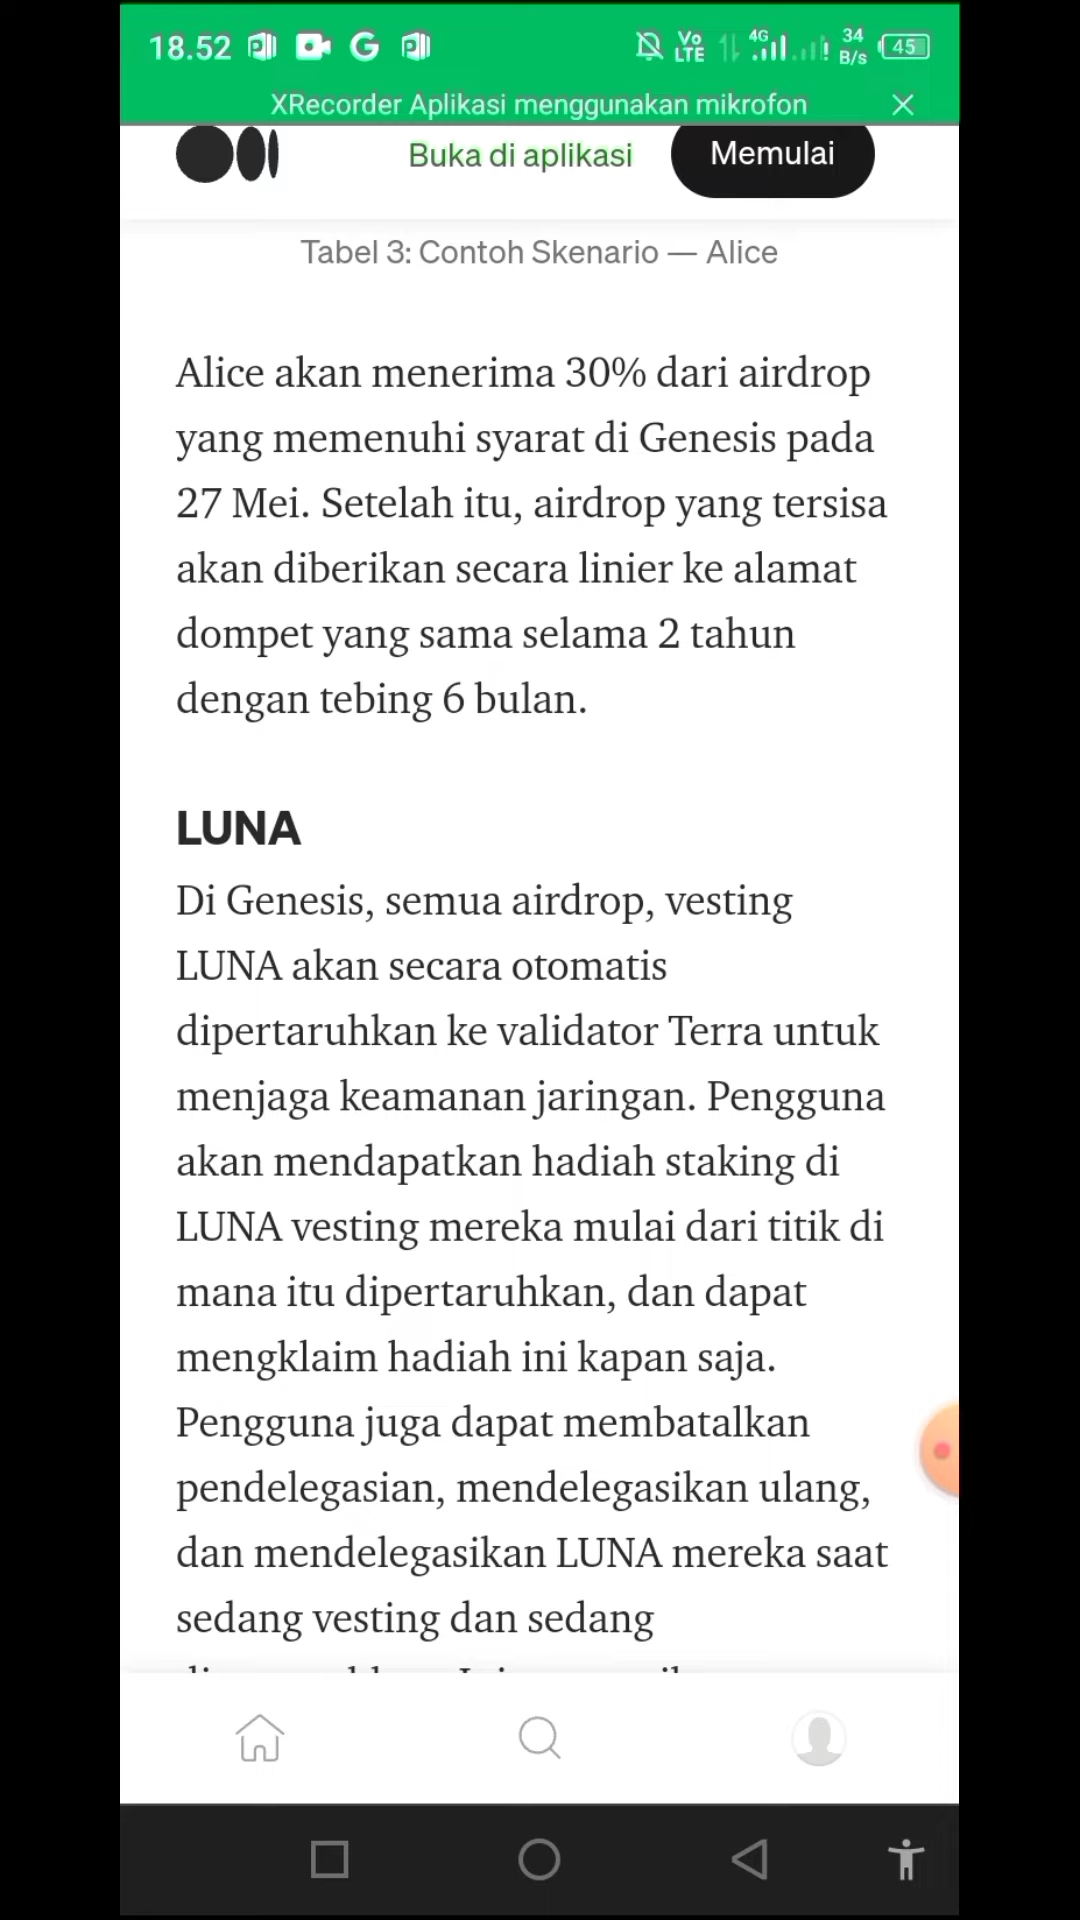 18.52
Vo LTE 4G 34 B/s 45
XRecorder Aplikasi menggunakan mikrofon
Buka di aplikasi
Memulai
Tabel 3: Contoh Skenario — Alice
Alice akan menerima 30% dari airdrop
yang memenuhi syarat di Genesis pada
27 Mei. Setelah itu, airdrop yang tersisa
akan diberikan secara linier ke alamat
dompet yang sama selama 2 tahun
dengan tebing 6 bulan.
LUNA
Di Genesis, semua airdrop, vesting
LUNA akan secara otomatis
dipertaruhkan ke validator Terra untuk
menjaga keamanan jaringan. Pengguna
akan mendapatkan hadiah staking di
LUNA vesting mereka mulai dari titik di
mana itu dipertaruhkan, dan dapat
mengklaim hadiah ini kapan saja.
Pengguna juga dapat membatalkan
pendelegasian, mendelegasikan ulang,
dan mendelegasikan LUNA mereka saat
sedang vesting dan sedang